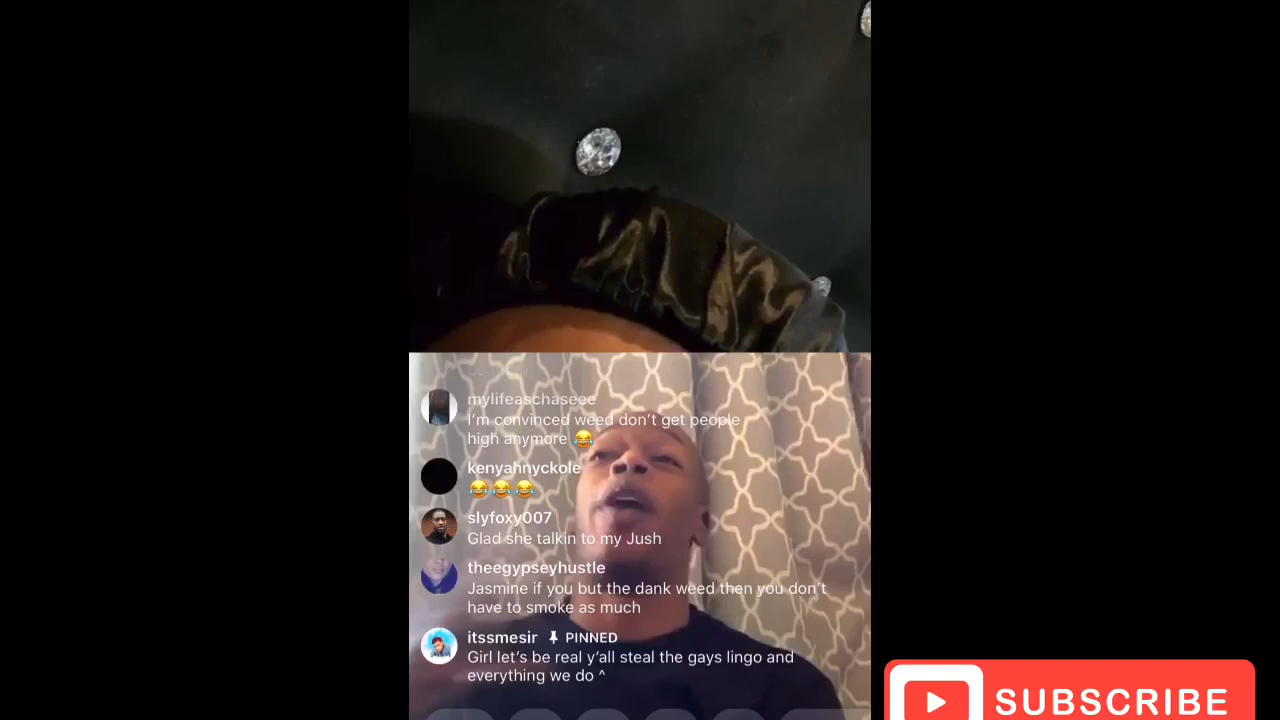 mylifeaschaseee
I'm convinced weed don't get people
high anymore 😂
kenyahnyckole
😂😂😂
slyfoxy007
Glad she talkin to my Jush
theegypseyhustle
Jasmine if you but the dank weed then you don't
have to smoke as much
itssmesir PINNED
Girl let's be real y'all steal the gays lingo and
everything we do ^
SUBSCRIBE